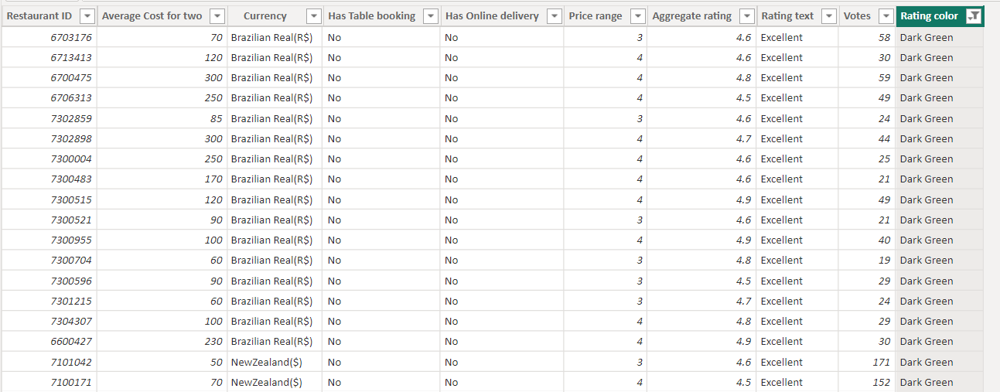 Restaurant ID Average Cost for two Currency Has Table booking Has Online delivery Price range Aggregate rating Rating text Votes Rating color
6703176 70 Brazilian Real(R$) No No 3 4.6 Excellent 58 Dark Green
6713413 120 Brazilian Real(R$) No No 4 4.6 Excellent 30 Dark Green
6700475 300 Brazilian Real(R$) No No 4 4.8 Excellent 59 Dark Green
6706313 250 Brazilian Real(R$) No No 4 4.5 Excellent 49 Dark Green
7302859 85 Brazilian Real(R$) No No 3 4.6 Excellent 24 Dark Green
7302898 300 Brazilian Real(R$) No No 4 4.7 Excellent 44 Dark Green
7300004 250 Brazilian Real(R$) No No 4 4.6 Excellent 25 Dark Green
7300483 170 Brazilian Real(R$) No No 4 4.6 Excellent 21 Dark Green
7300515 120 Brazilian Real(R$) No No 4 4.9 Excellent 49 Dark Green
7300521 90 Brazilian Real(R$) No No 3 4.6 Excellent 21 Dark Green
7300955 100 Brazilian Real(R$) No No 4 4.9 Excellent 40 Dark Green
7300704 60 Brazilian Real(R$) No No 3 4.8 Excellent 19 Dark Green
7300596 90 Brazilian Real(R$) No No 3 4.5 Excellent 29 Dark Green
7301215 60 Brazilian Real(R$) No No 3 4.7 Excellent 24 Dark Green
7304307 100 Brazilian Real(R$) No No 4 4.8 Excellent 29 Dark Green
6600427 230 Brazilian Real(R$) No No 4 4.9 Excellent 30 Dark Green
7101042 50 NewZealand($) No No 3 4.6 Excellent 171 Dark Green
7100171 70 NewZealand($) No No 4 4.5 Excellent 152 Dark Green